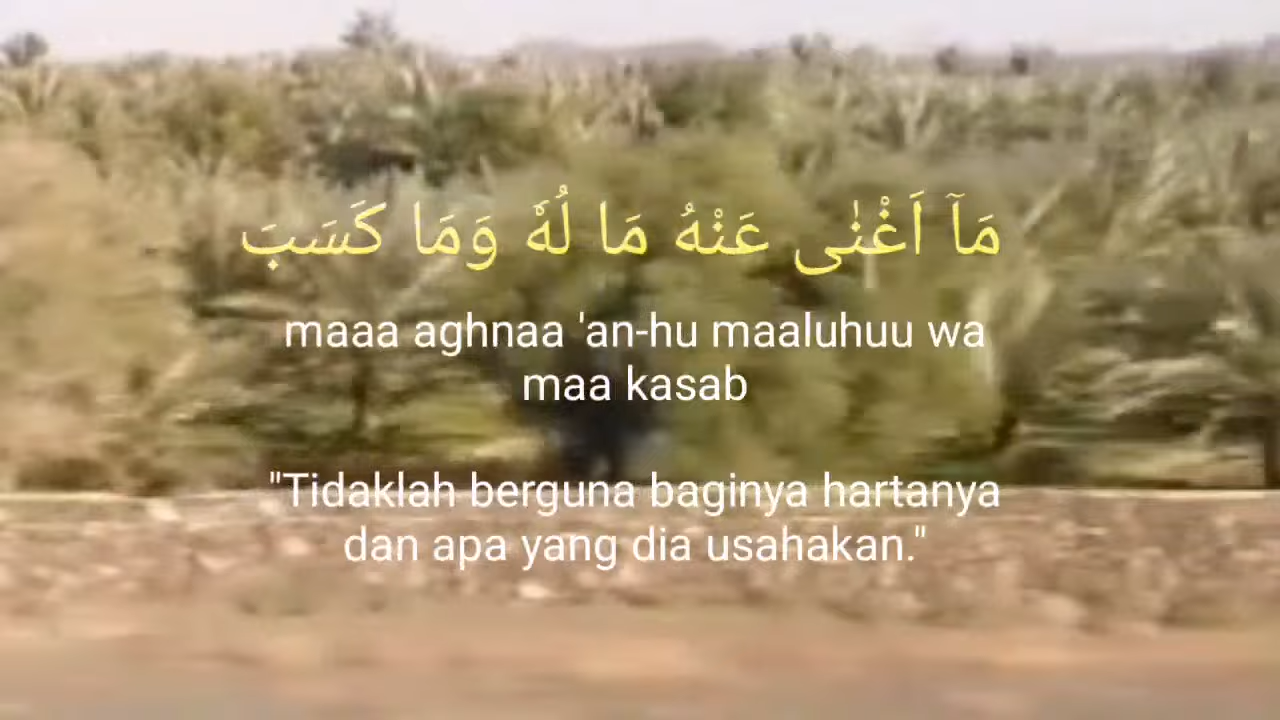 مَآ اَغْنٰى عَنْهُ مَا لُهٗ وَمَا كَسَبَ
maaa aghnaa 'an-hu maaluhuu wa
maa kasab
"Tidaklah berguna baginya hartanya
dan apa yang dia usahakan."